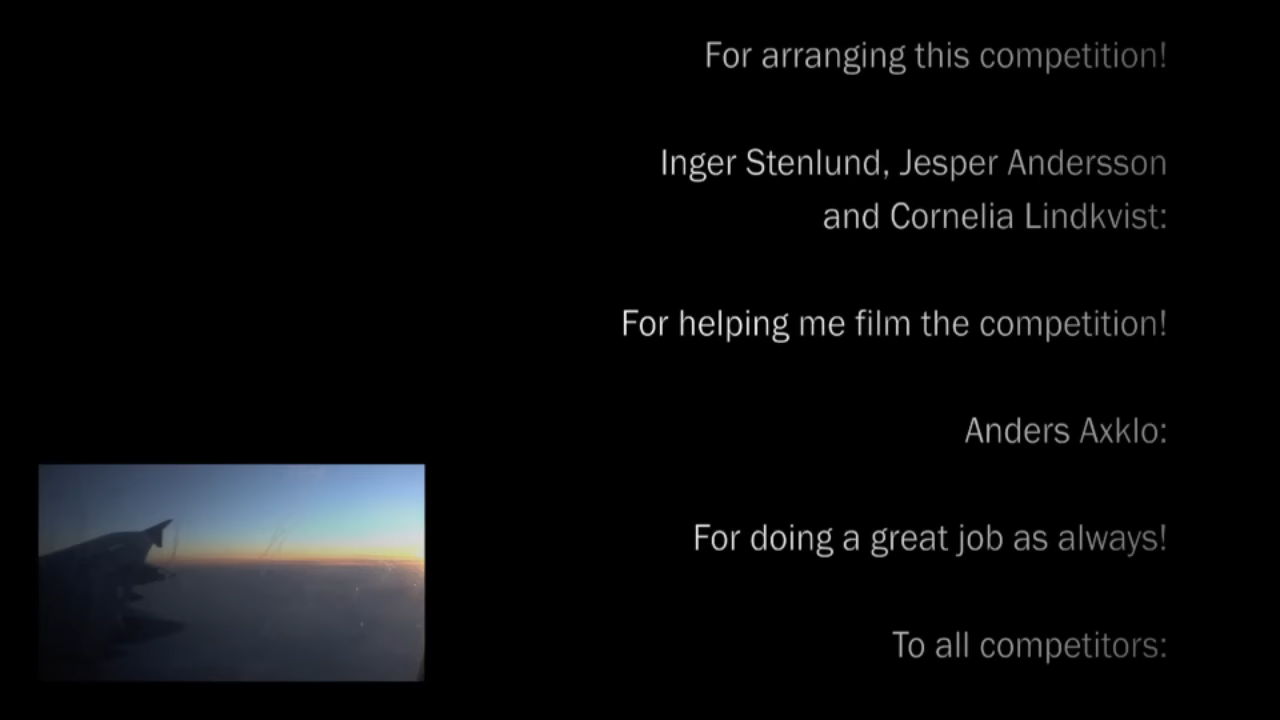 For arranging this competition!
Inger Stenlund, Jesper Andersson
and Cornelia Lindkvist:
For helping me film the competition!
Anders Axklo:
For doing a great job as always!
To all competitors: